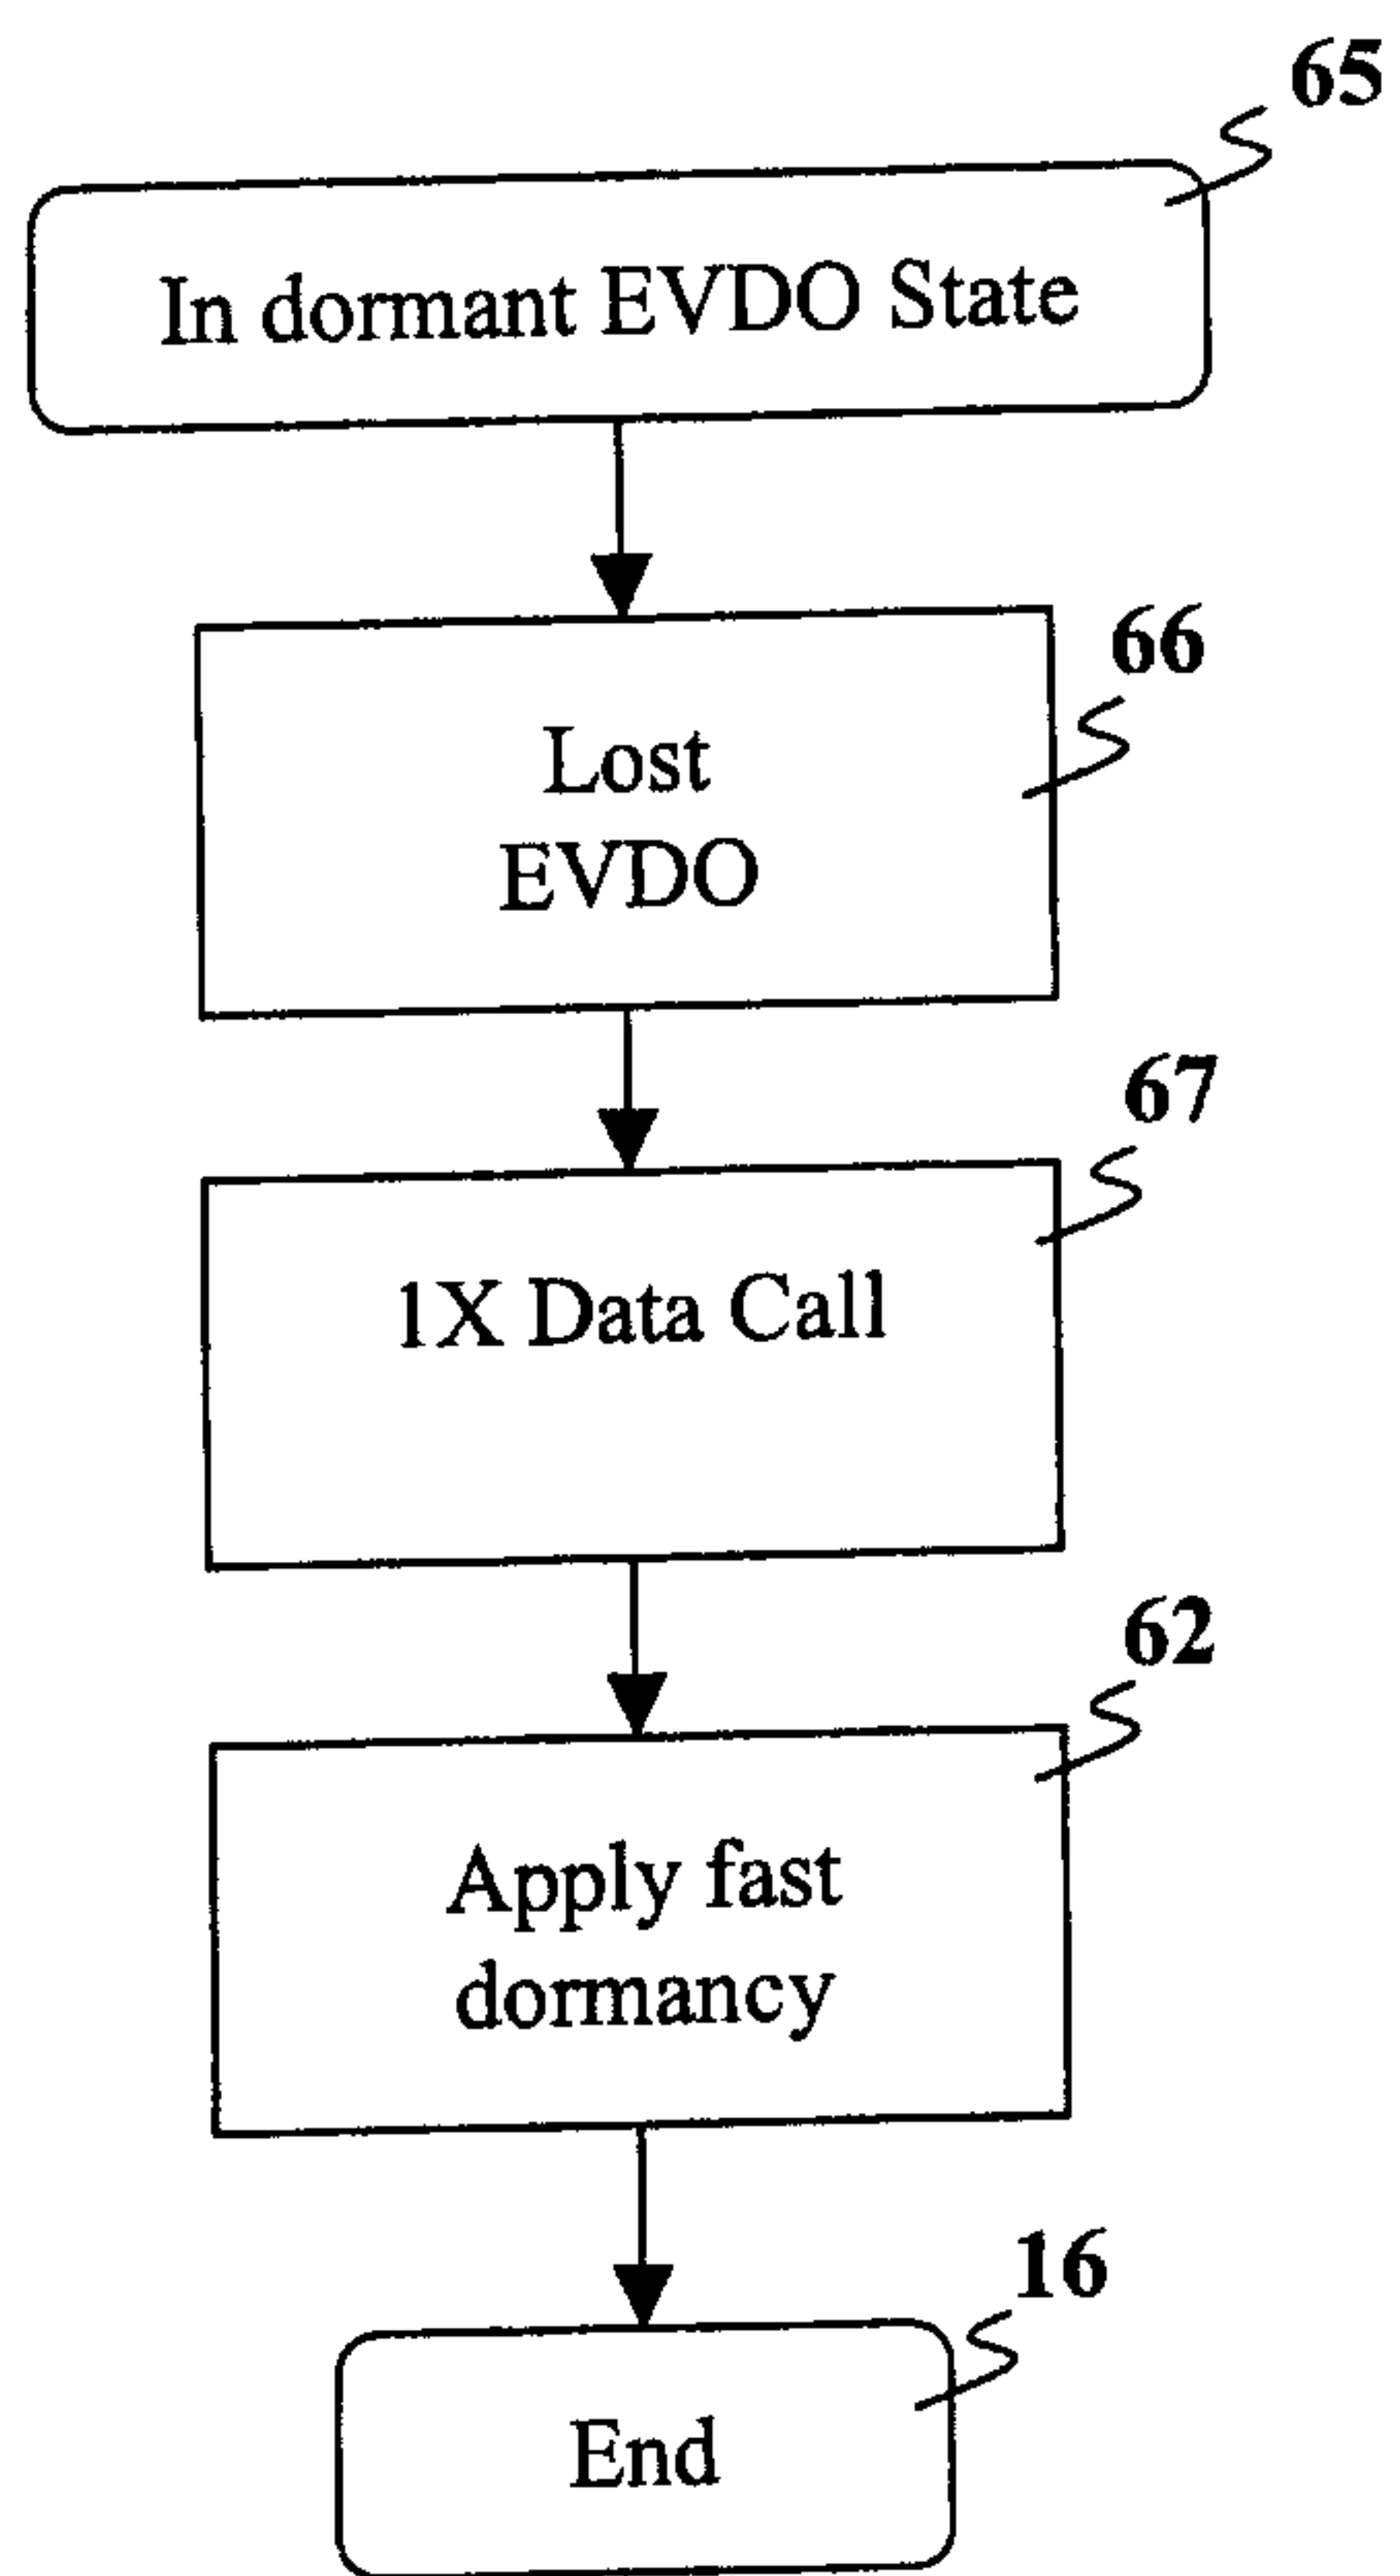 65
In dormant EVDO State
66
Lost
EVDO
67
1X Data Call
62
Apply fast
dormancy
16
End